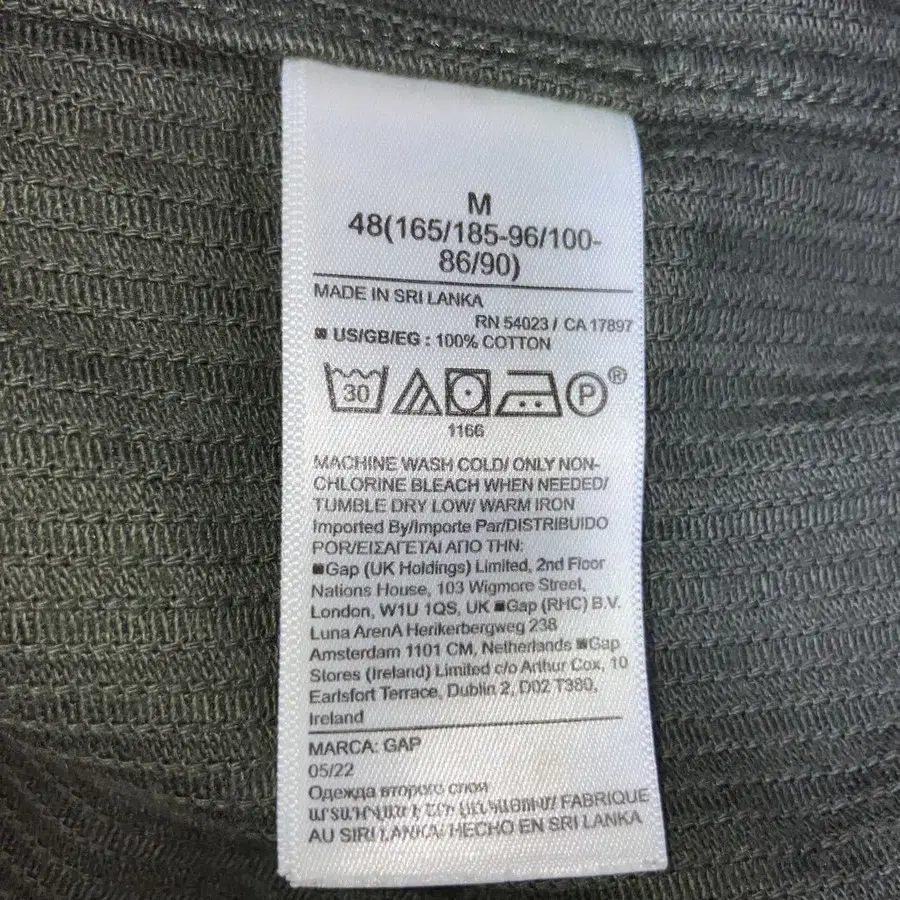 M
48(165/185-96/100-
86/90)
MADE IN SRI LANKA
RN 54023 / CA 17897
US/GB/EG : 100% COTTON
30 P ®
1166
MACHINE WASH COLD/ ONLY NON-
CHLORINE BLEACH WHEN NEEDED/
TUMBLE DRY LOW/ WARM IRON
Imported By/Importe Par/DISTRIBUIDO
POR/ΕΙΣΑΓΕΤΑΙ ΑΠΟ ΤΗΝ:
Gap (UK Holdings) Limited, 2nd Floor
Nations House, 103 Wigmore Street,
London, W1U 1QS, UK Gap (RHC) B.V.
Luna ArenA Herikerbergweg 238
Amsterdam 1101 CM, Netherlands Gap
Stores (Ireland) Limited c/o Arthur Cox, 10
Earlsfort Terrace, Dublin 2, D02 T380,
Ireland
MARCA: GAP
05/22
Одежда второго слоя
ԱՐՏԱԴՐՎԱԾ Է ՇՐԻ ԼԱՆԿԱՅՈՒՄ/ FABRIQUE
AU SIRI LANKA/ HECHO EN SRI LANKA